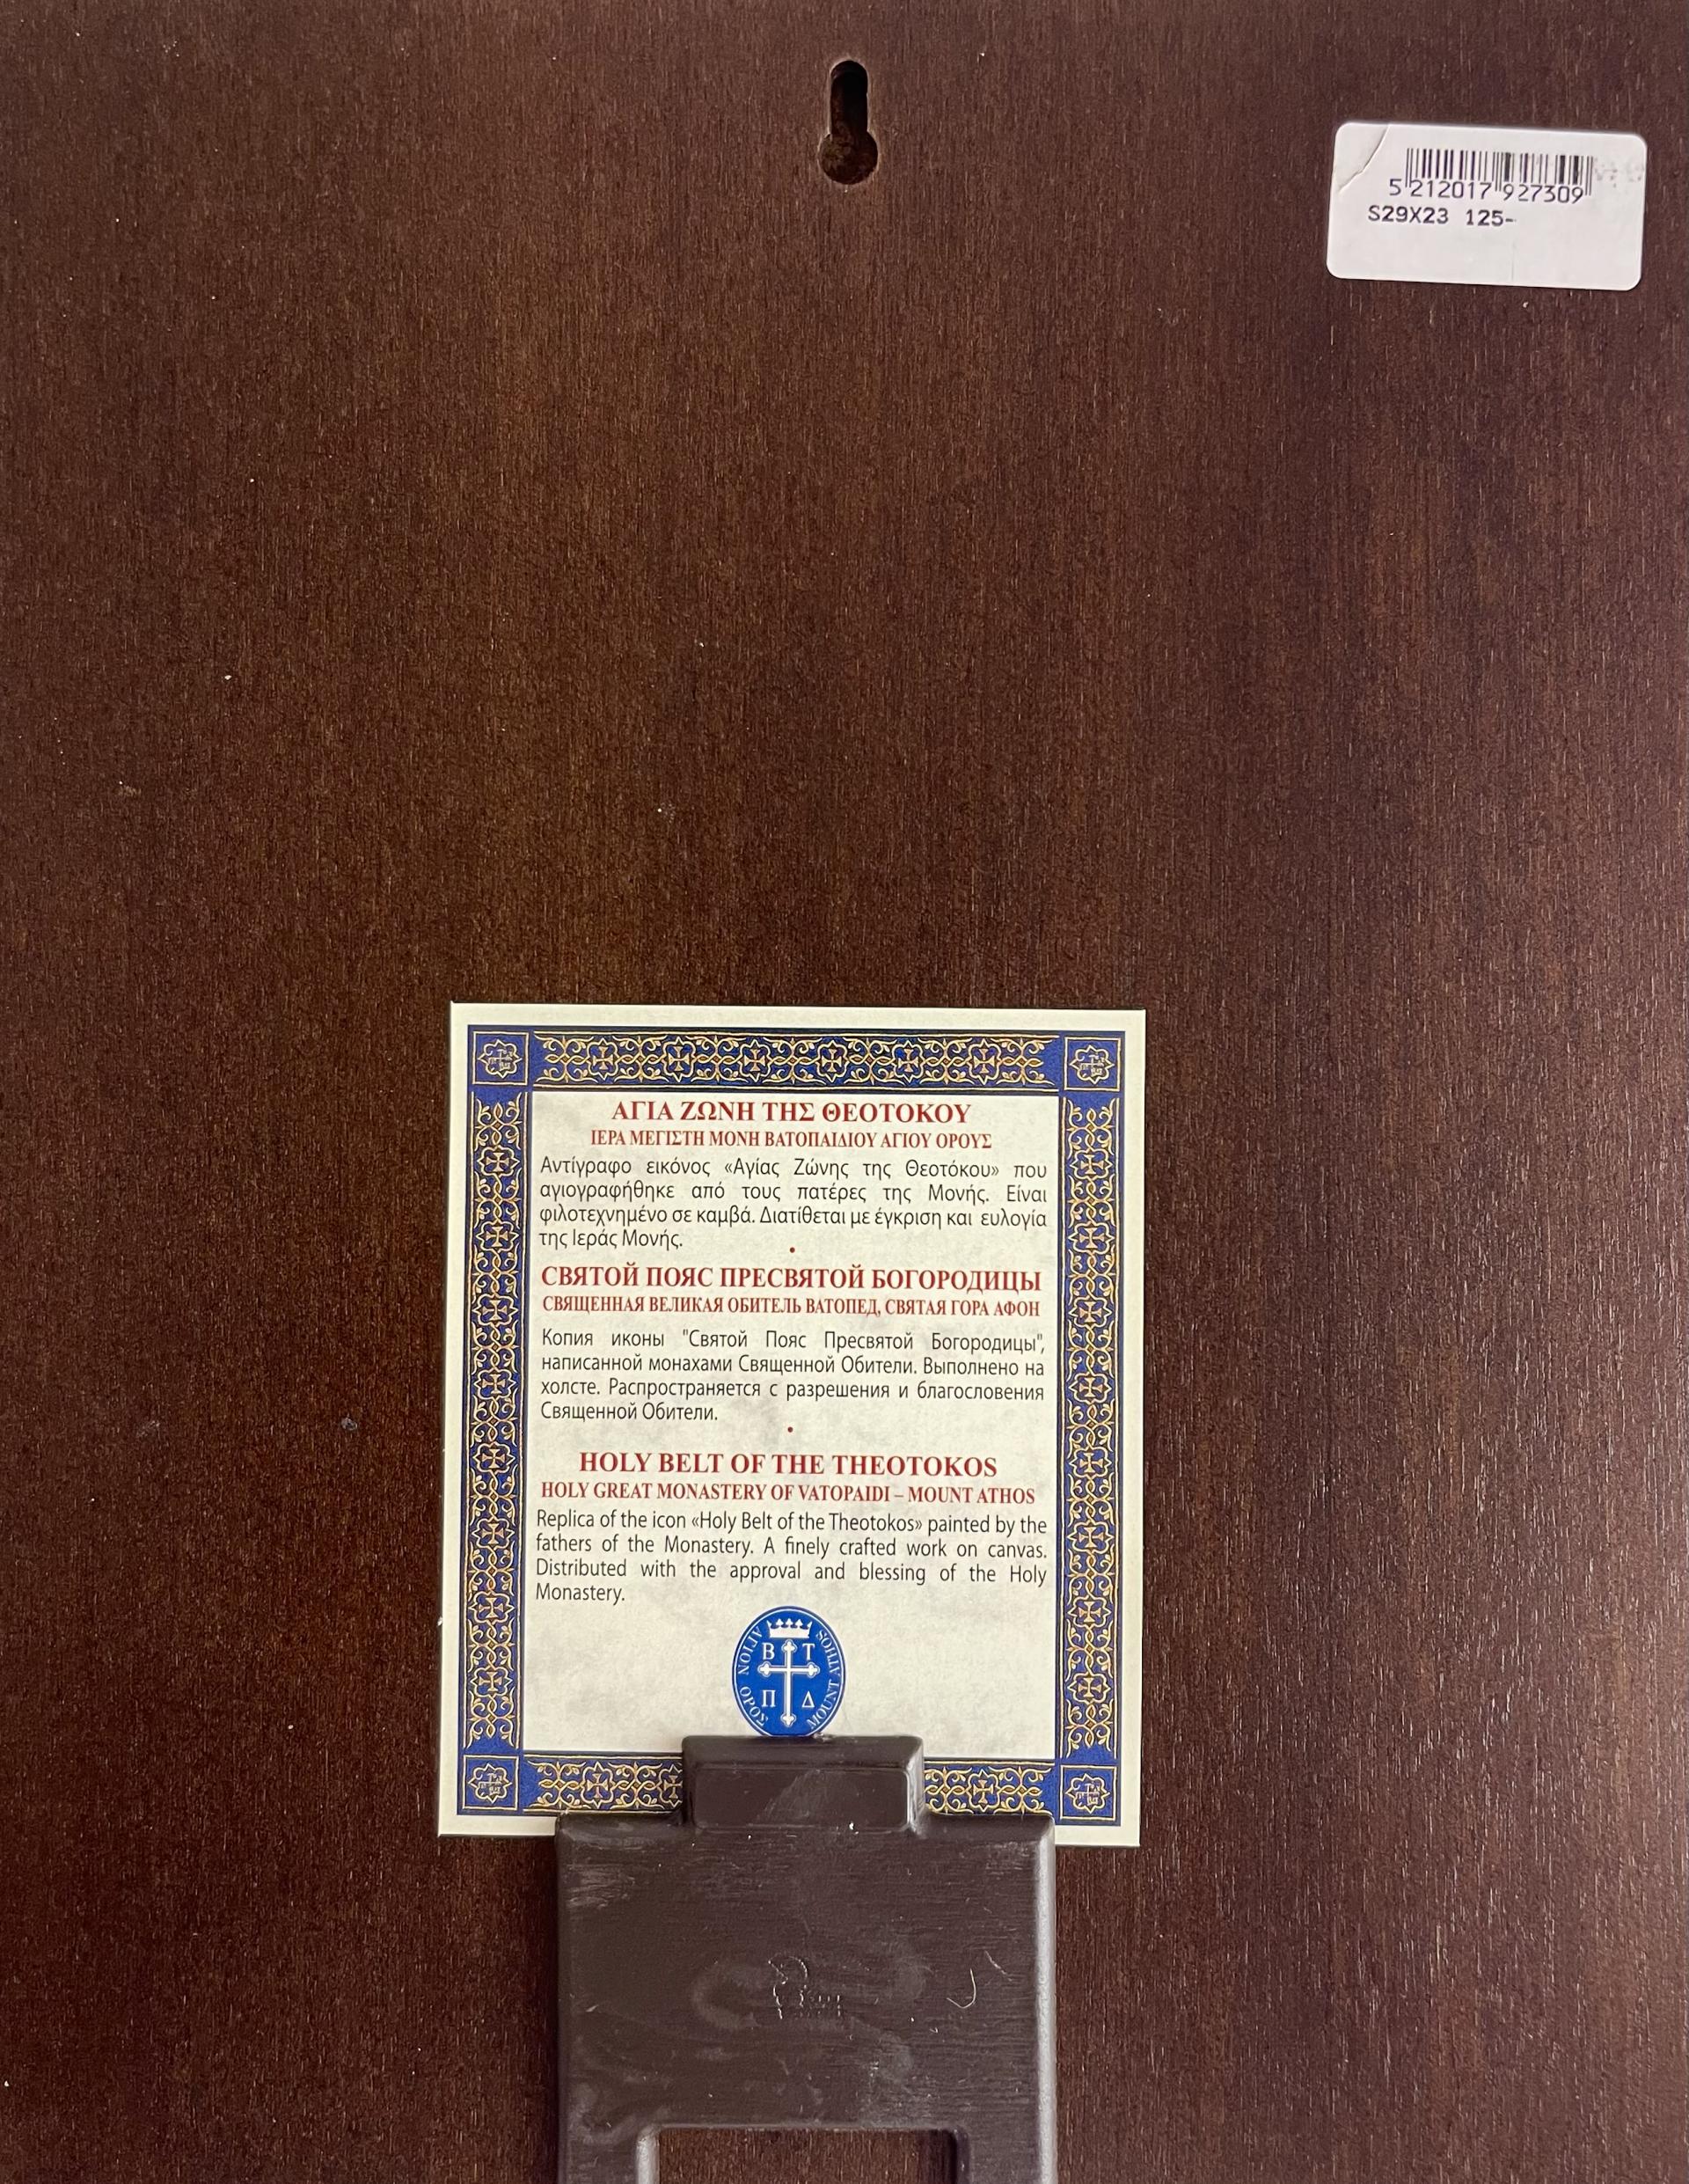 5 212017 927309
S29X23 125-
ΑΓΙΑ ΖΩΝΗ ΤΗΣ ΘΕΟΤΟΚΟΥ
ΙΕΡΑ ΜΕΓΙΣΤΗ ΜΟΝΗ ΒΑΤΟΠΑΙΔΙΟΥ ΑΓΙΟΥ ΟΡΟΥΣ
Αντίγραφο εικόνος «Αγίας Ζώνης της Θεοτόκου» που
αγιογραφήθηκε από τους πατέρες της Μονής. Είναι
φιλοτεχνημένο σε καμβά. Διατίθεται με έγκριση και ευλογία
της Ιεράς Μονής.
СВЯТОЙ ПОЯС ПРЕСВЯТОЙ БОГОРОДИЦЫ
СВЯЩЕННАЯ ВЕЛИКАЯ ОБИТЕЛЬ ВАТОПЕД, СВЯТАЯ ГОРА АФОН
Копия иконы "Святой Пояс Пресвятой Богородицы",
написанной монахами Священной Обители. Выполнено на
холсте. Распространяется с разрешения и благословения
Священной Обители.
HOLY BELT OF THE THEOTOKOS
HOLY GREAT MONASTERY OF VATOPAIDI – MOUNT ATHOS
Replica of the icon «Holy Belt of the Theotokos» painted by the
fathers of the Monastery. A finely crafted work on canvas.
Distributed with the approval and blessing of the Holy
Monastery.
ΑΓΙΟΝ ΟΡΟΣ
MOUNT ATHOS
Β Τ
Π Δ